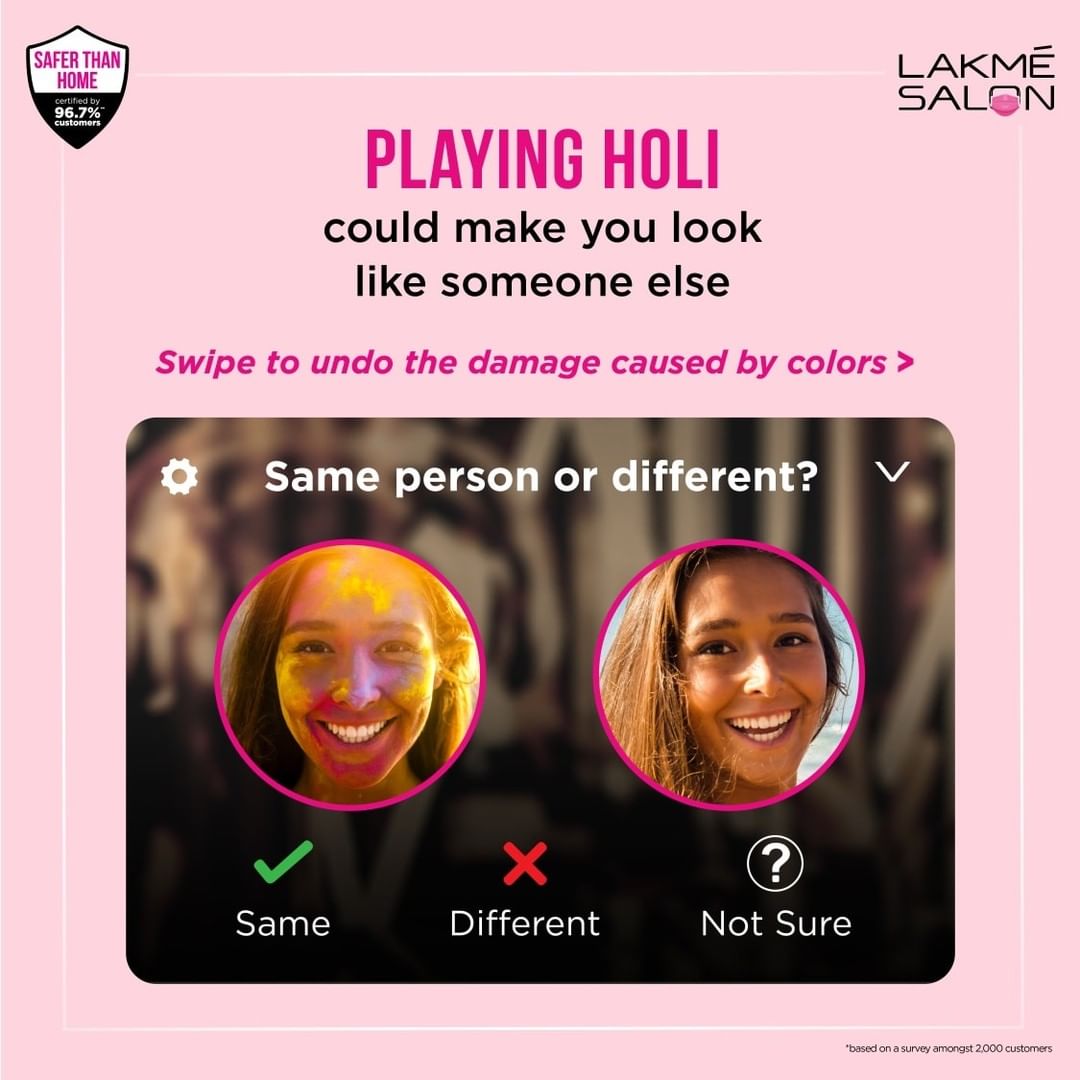 SAFER THAN
HOME
certified by
96.7%*
customers
LAKMÉ
SALON
PLAYING HOLI
could make you look
like someone else
Swipe to undo the damage caused by colors >
Same person or different?
Same
Different
?
Not Sure
*based on a survey amongst 2,000 customers